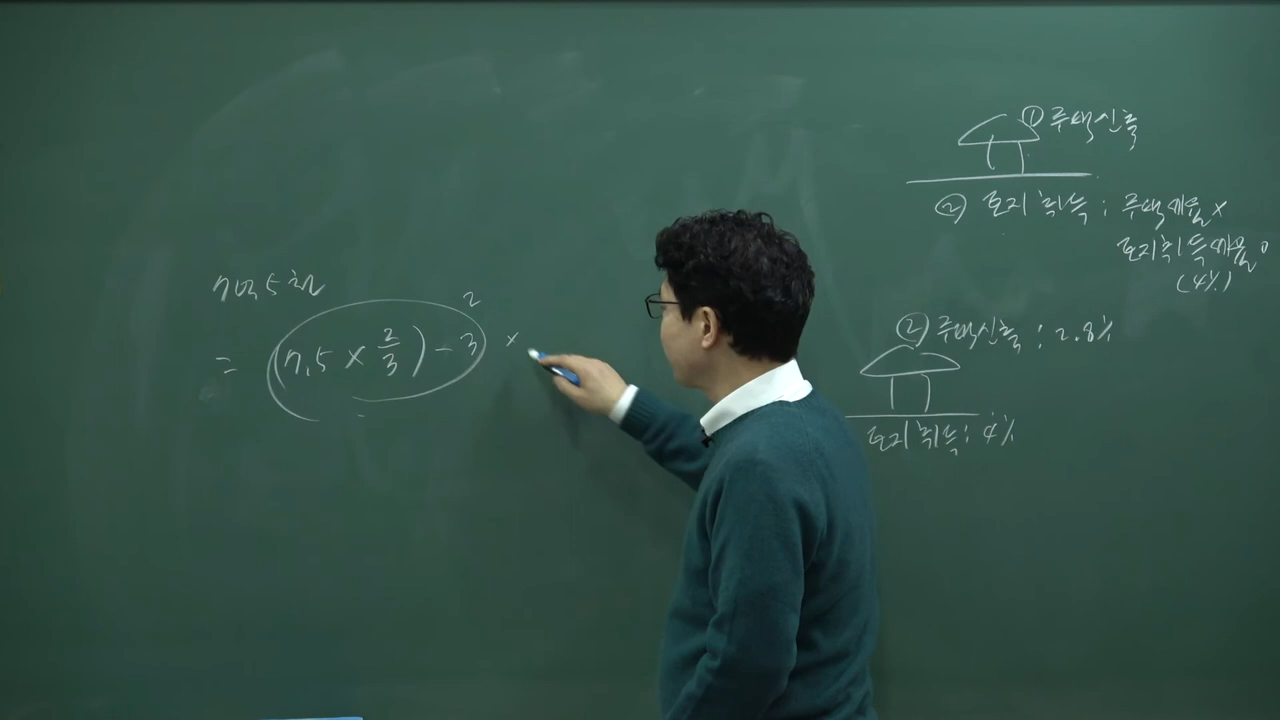 7억 5천
= (7.5 × 2/3) - 3 ×
2
① 주택신축
② 토지 취득 : 주택세율 ×
토지취득세율 ○
(4%)
② 주택신축 : 2.8%
토지취득 : 4%